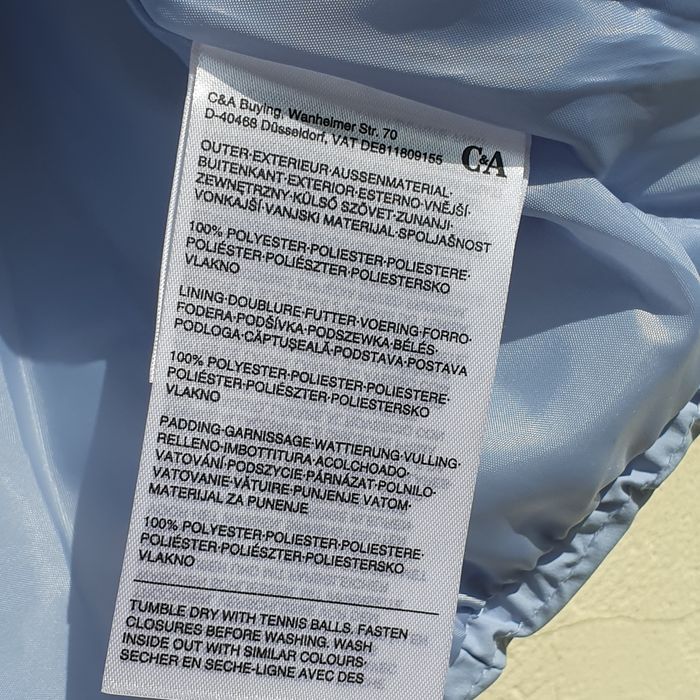 C&A Buying, Wanheimer Str. 70
D-40468 Düsseldorf, VAT DE811809155
C&A
OUTER·EXTERIEUR·AUSSENMATERIAL·
BUITENKANT·EXTERIOR·ESTERNO·VNĚJŠÍ·
ZEWNĘTRZNY·KÜLSŐ SZÖVET·ZUNANJI·
VONKAJŠÍ·VANJSKI MATERIJAL·SPOLJAŠNOST
100% POLYESTER·POLIESTER·POLIESTERE·
POLIÉSTER·POLIÉSZTER·POLIESTERSKO
VLAKNO
LINING·DOUBLURE·FUTTER·VOERING·FORRO·
FODERA·PODŠÍVKA·PODSZEWKA·BÉLÉS·
PODLOGA·CĂPTUȘEALĂ·PODSTAVA·POSTAVA
100% POLYESTER·POLIESTER·POLIESTERE·
POLIÉSTER·POLIÉSZTER·POLIESTERSKO
VLAKNO
PADDING·GARNISSAGE·WATTIERUNG·VULLING·
RELLENO·IMBOTTITURA·ACOLCHOADO·
VATOVÁNÍ·PODSZYCIE·PÁRNÁZAT·POLNILO·
VATOVANIE·VĂTUIRE·PUNJENJE VATOM·
MATERIJAL ZA PUNENJE
100% POLYESTER·POLIESTER·POLIESTERE·
POLIÉSTER·POLIÉSZTER·POLIESTERSKO
VLAKNO
TUMBLE DRY WITH TENNIS BALLS. FASTEN
CLOSURES BEFORE WASHING. WASH
INSIDE OUT WITH SIMILAR COLOURS·
SECHER EN SECHE-LIGNE AVEC DES